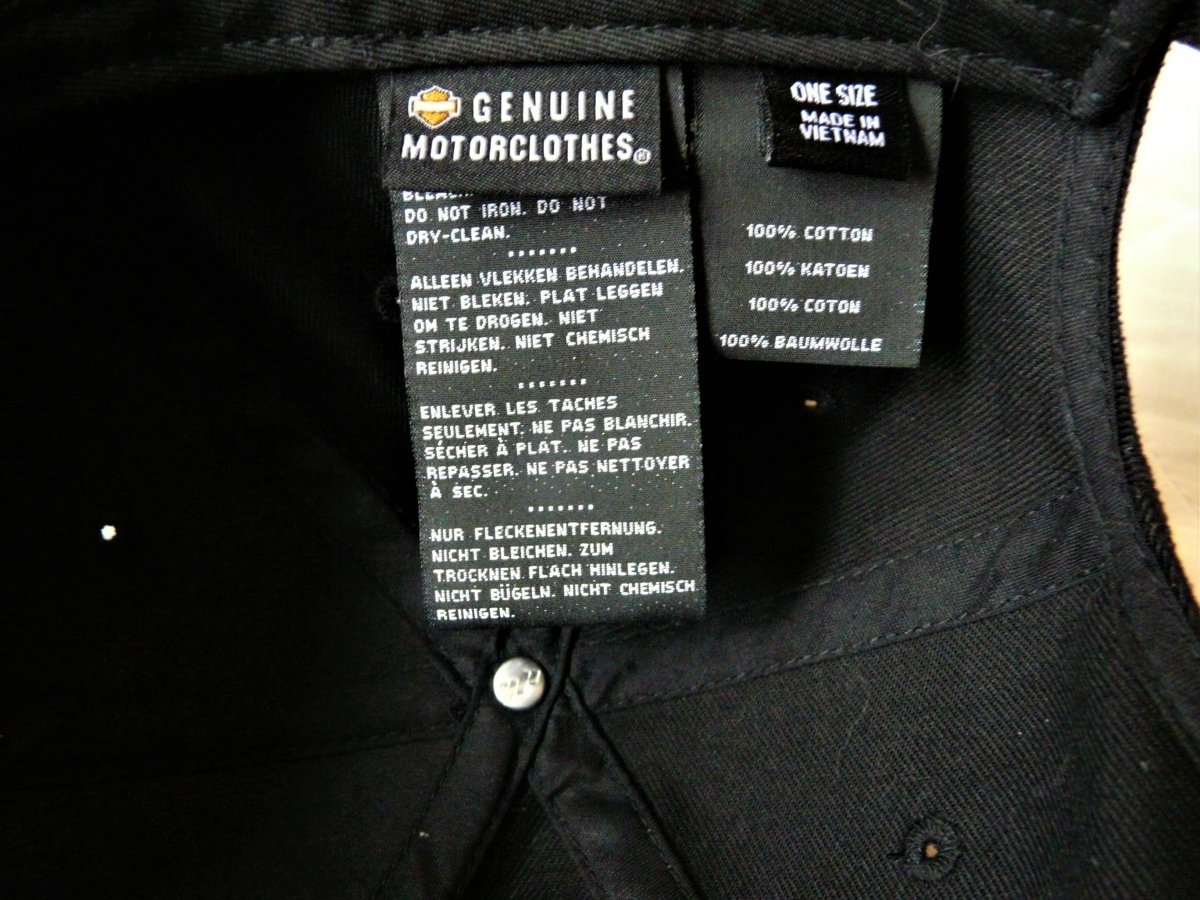 GENUINE
MOTORCLOTHES®
DO NOT IRON. DO NOT
DRY-CLEAN.
ALLEEN VLEKKEN BEHANDELEN.
NIET BLEKEN. PLAT LEGGEN
OM TE DROGEN. NIET
STRIJKEN. NIET CHEMISCH
REINIGEN.
ENLEVER LES TACHES
SEULEMENT. NE PAS BLANCHIR.
SÉCHER À PLAT. NE PAS
REPASSER. NE PAS NETTOYER
À SEC.
NUR FLECKENENTFERNUNG.
NICHT BLEICHEN. ZUM
TROCKNEN FLACH HINLEGEN.
NICHT BÜGELN. NICHT CHEMISCH
REINIGEN.
ONE SIZE
MADE IN
VIETNAM
100% COTTON
100% KATOEN
100% COTON
100% BAUMWOLLE